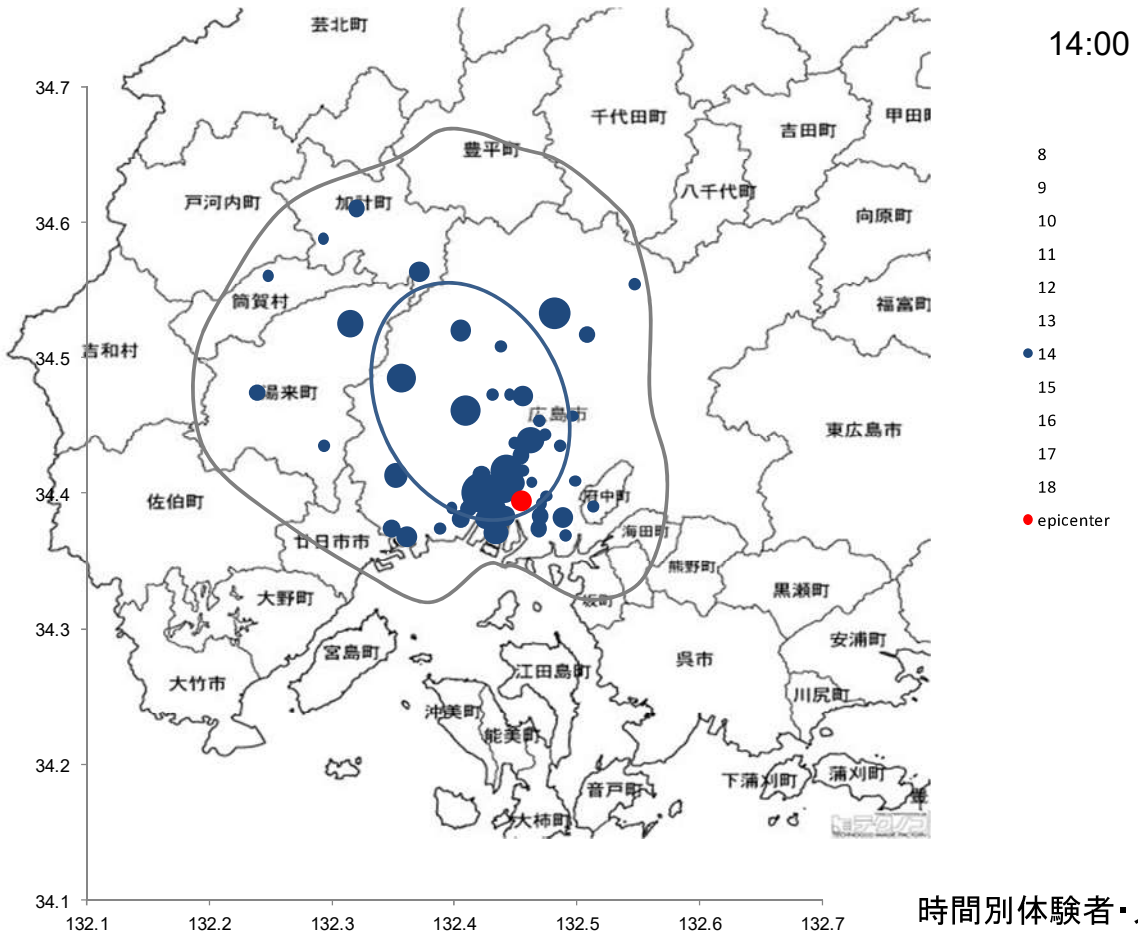 14:00
芸北町
34.7
千代田町
吉田町
甲田町
豊平町
8
戸河内町
加計町
八千代町
9
34.6
向原町
10
11
筒賀村
福富町
12
13
34.5
吉和村
14
湯来町
広島市
15
東広島市
16
17
34.4
佐伯町
府中町
18
廿日市市
海田町
epicenter
熊野町
大野町
坂町
黒瀬町
34.3
宮島町
江田島町
呉市
安浦町
大竹市
川尻町
沖美町
能美町
34.2
音戸町
下蒲刈町
蒲刈町
豊
大柿町
テクノコ
34.1
132.1
132.2
132.3
132.4
132.5
132.6
132.7
時間別体験者・